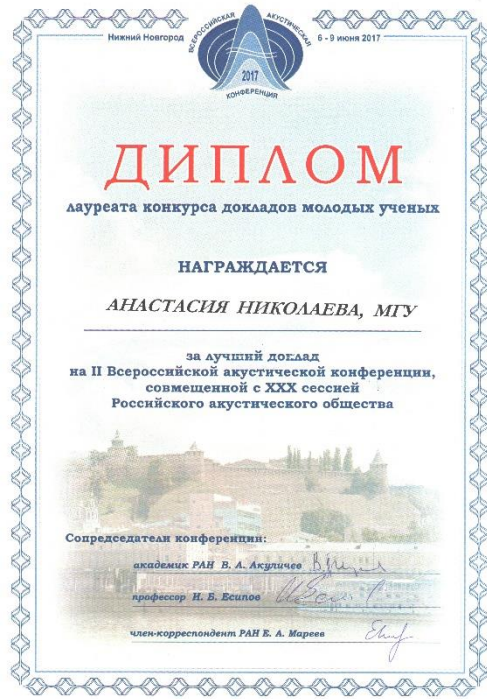 Нижний Новгород
ВСЕРОССИЙСКАЯ АКУСТИЧЕСКАЯ
6 - 9 июня 2017
2017
КОНФЕРЕНЦИЯ
ДИПЛОМ
лауреата конкурса докладов молодых ученых
НАГРАЖДАЕТСЯ
АНАСТАСИЯ НИКОЛАЕВА, МГУ
за лучший доклад
на II Всероссийской акустической конференции,
совмещенной с XXX сессией
Российского акустического общества
Сопредседатели конференции:
академик РАН В. А. Акуличев
профессор И. Б. Есипов
член-корреспондент РАН Е. А. Мареев